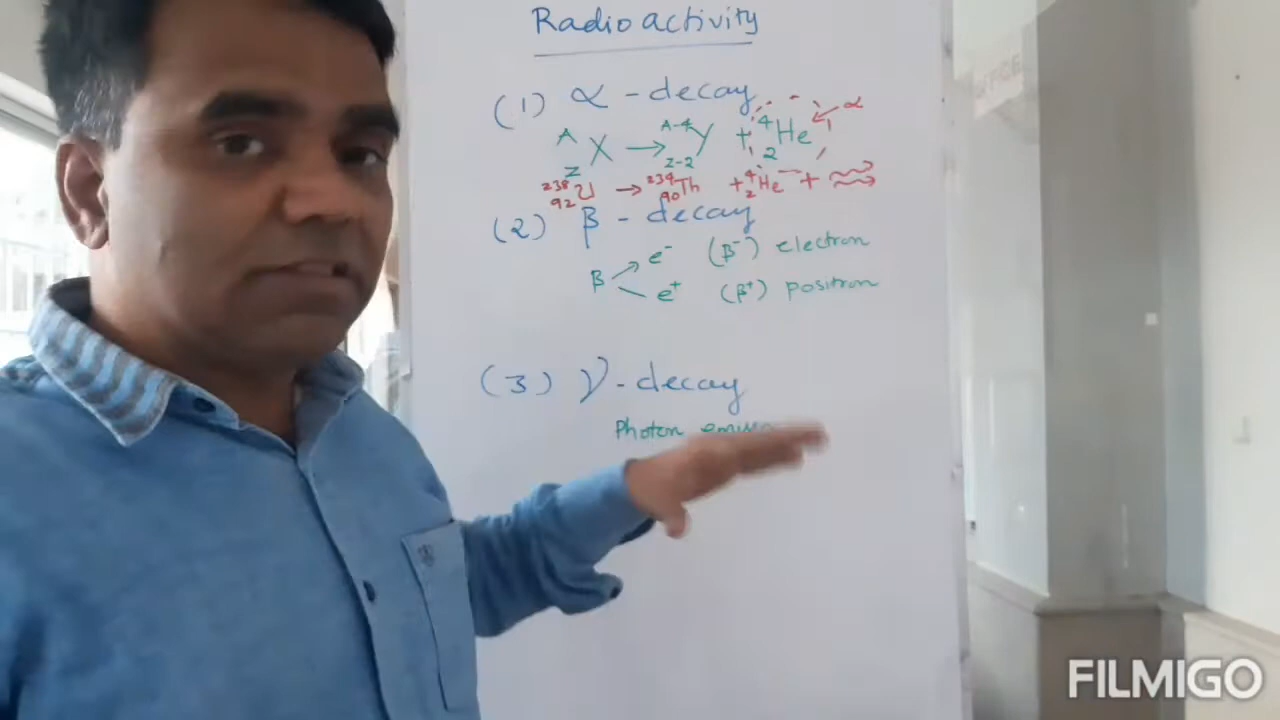 Radioactivity
(1) α - decay
A Z X → A-4 Z-2 Y + 4 2 He ← α
238 92 U → 234 90 Th + 4 2 He +
(2) β - decay
β e⁻ (β⁻) electron
e⁺ (β⁺) positron
(3) γ - decay
Photon
FILMIGO